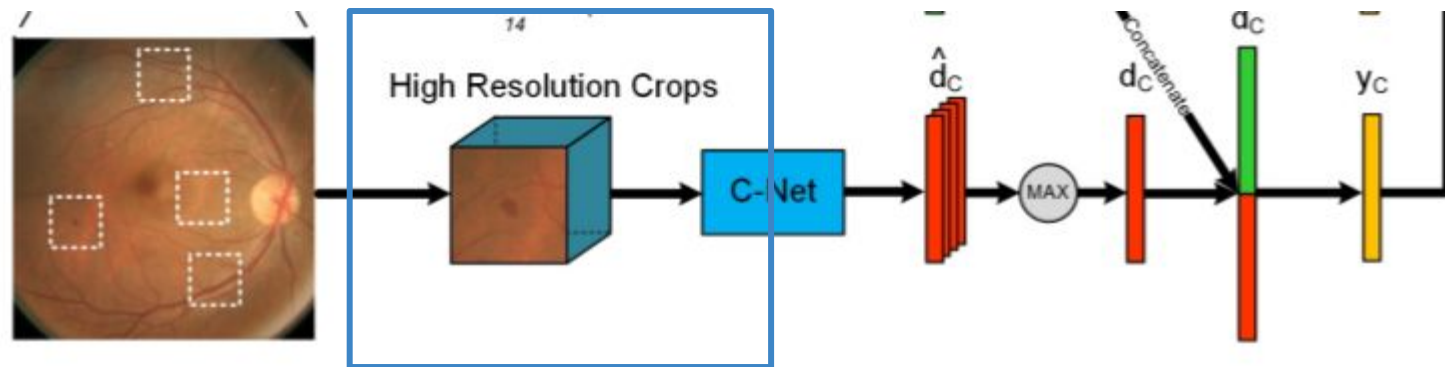 14
High Resolution Crops
C-Net
d̂C
MAX
dC
Concatenate
dC
yC